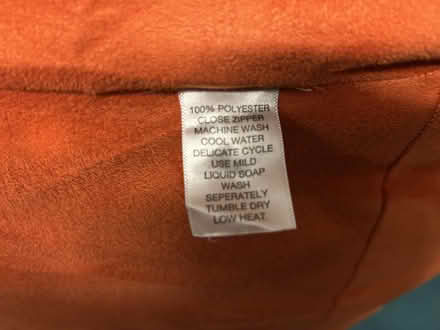 100% POLYESTER
CLOSE ZIPPER
MACHINE WASH
COOL WATER
DELICATE CYCLE
USE MILD
LIQUID SOAP
WASH
SEPERATELY
TUMBLE DRY
LOW HEAT